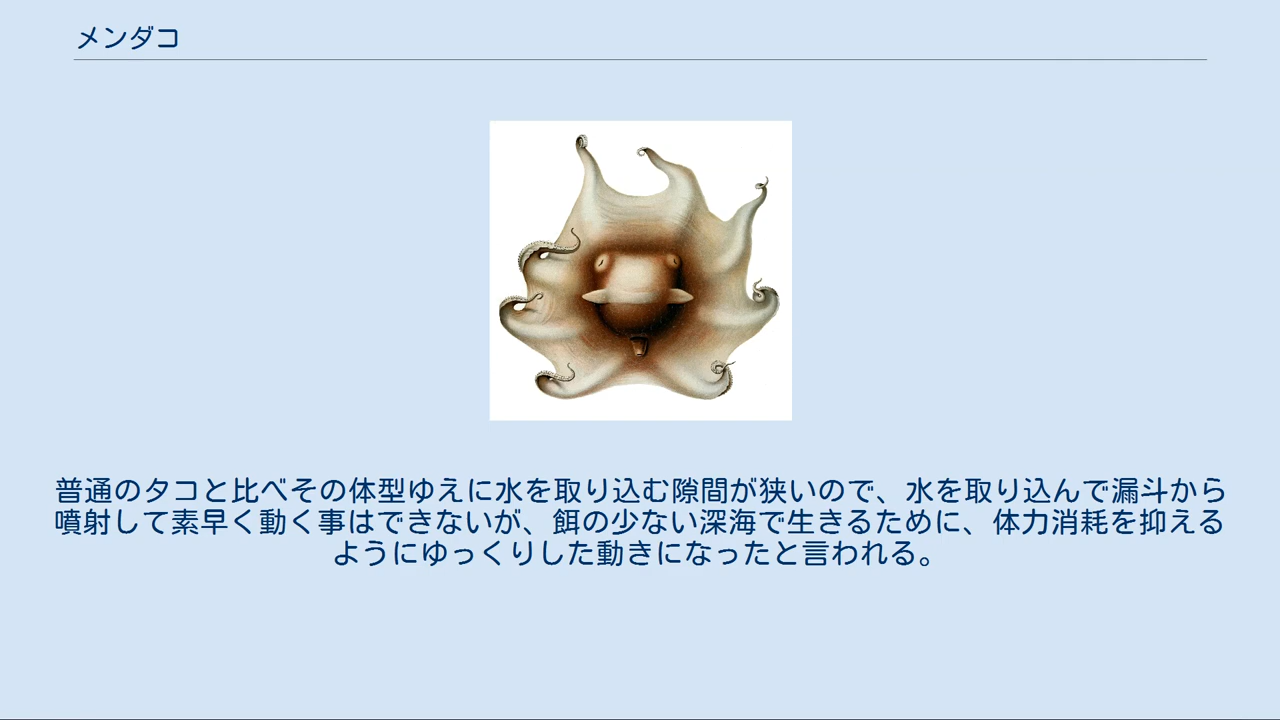 メンダコ
普通のタコと比べその体型ゆえに水を取り込む隙間が狭いので、水を取り込んで漏斗から
噴射して素早く動く事はできないが、餌の少ない深海で生きるために、体力消耗を抑える
ようにゆっくりした動きになったと言われる。